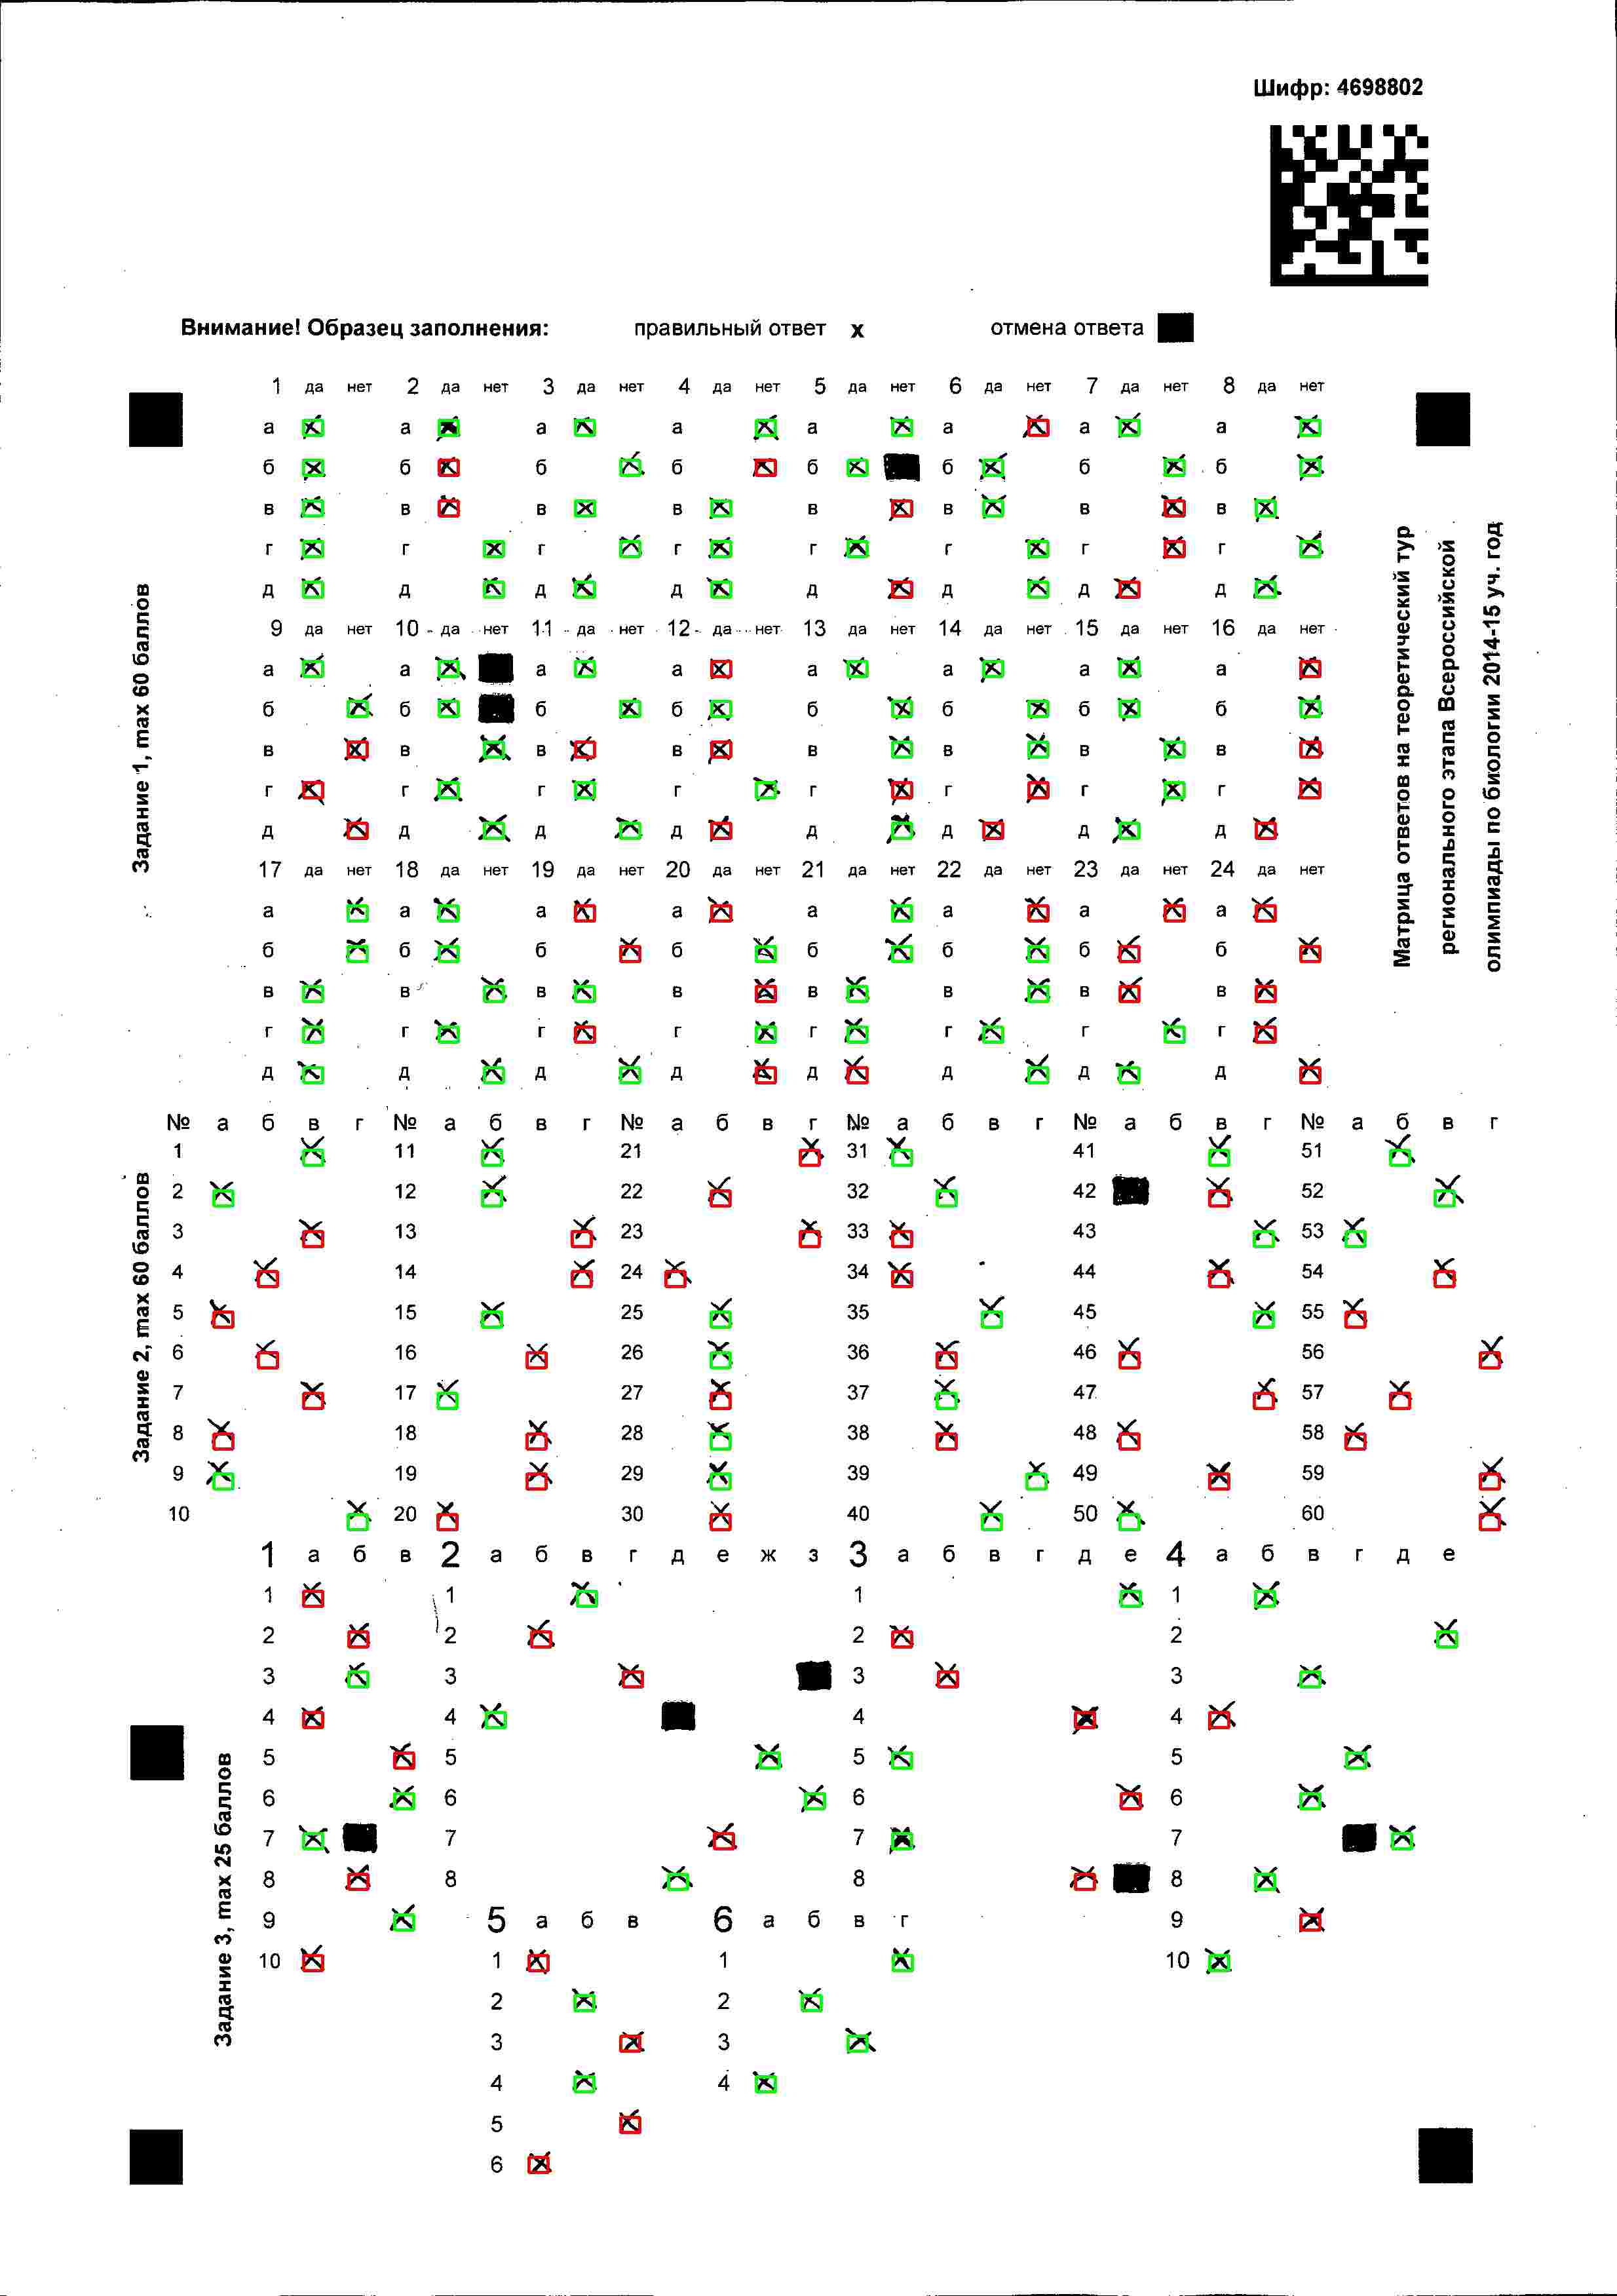 Шифр: 4698802
Внимание! Образец заполнения: правильный ответ х отмена ответа
1 да нет 2 да нет 3 да нет 4 да нет 5 да нет 6 да нет 7 да нет 8 да нет
а а а а а а а а
б б б б б б б б
в в в в в в в в
г г г г г г г г
д д д д д д д д
9 да нет 10 да нет 11 да нет 12 да нет 13 да нет 14 да нет 15 да нет 16 да нет
а а а а а а а а
б б б б б б б б
в в в в в в в в
г г г г г г г г
д д д д д д д д
17 да нет 18 да нет 19 да нет 20 да нет 21 да нет 22 да нет 23 да нет 24 да нет
а а а а а а а а
б б б б б б б б
в в в в в в в в
г г г г г г г г
д д д д д д д д
Задание 1, max 60 баллов
Матрица ответов на теоретический тур
регионального этапа Всероссийской
олимпиады по биологии 2014-15 уч. год
№ а б в г № а б в г № а б в г № а б в г № а б в г № а б в г
1 11 21 31 41 51
2 12 22 32 42 52
3 13 23 33 43 53
4 14 24 34 44 54
5 15 25 35 45 55
6 16 26 36 46 56
7 17 27 37 47 57
8 18 28 38 48 58
9 19 29 39 49 59
10 20 30 40 50 60
Задание 2, max 60 баллов
1 а б в 2 а б в г д е ж з 3 а б в г д е 4 а б в г д е
1 1 1 1
2 2 2 2
3 3 3 3
4 4 4 4
5 5 5 5
6 6 6 6
7 7 7 7
8 8 8 8
9 5 а б в 6 а б в г 9
10 1 1 10
2 2
3 3
4 4
5
6
Задание 3, max 25 баллов